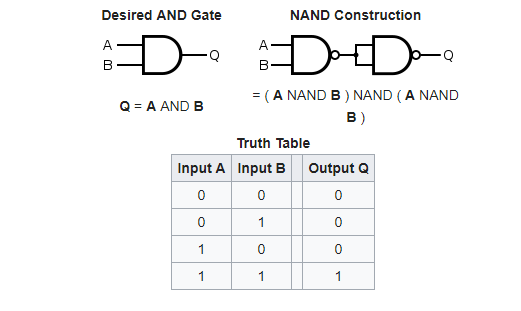 Desired AND Gate
NAND Construction
A
B
Q
A
B
Q
Q = A AND B
= ( A NAND B ) NAND ( A NAND
B )
Truth Table
Input A Input B Output Q
0 0 0
0 1 0
1 0 0
1 1 1